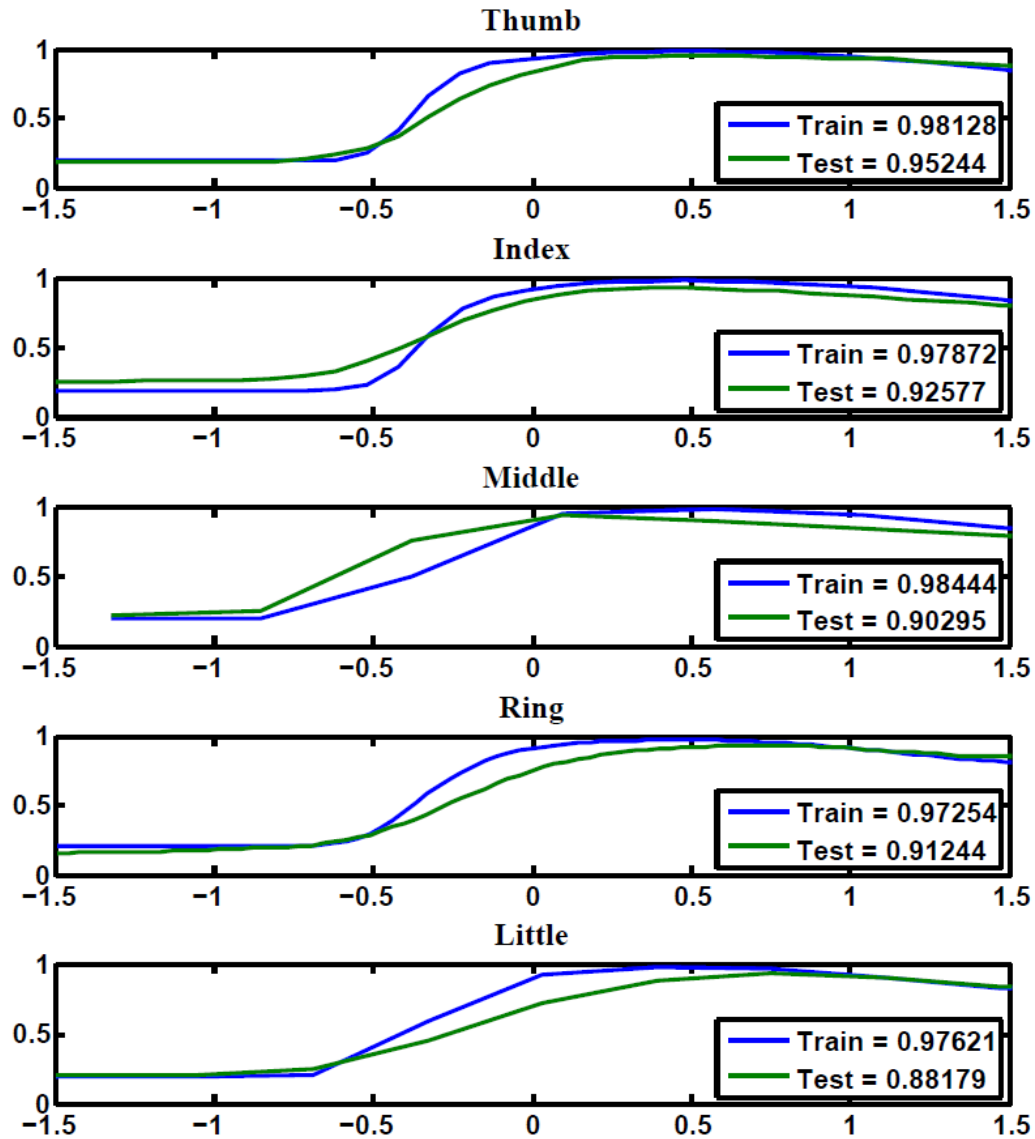 Thumb
1
0.5
0
Train = 0.98128
Test = 0.95244
−1.5 −1 −0.5 0 0.5 1 1.5
Index
1
0.5
0
Train = 0.97872
Test = 0.92577
−1.5 −1 −0.5 0 0.5 1 1.5
Middle
1
0.5
0
Train = 0.98444
Test = 0.90295
−1.5 −1 −0.5 0 0.5 1 1.5
Ring
1
0.5
0
Train = 0.97254
Test = 0.91244
−1.5 −1 −0.5 0 0.5 1 1.5
Little
1
0.5
0
Train = 0.97621
Test = 0.88179
−1.5 −1 −0.5 0 0.5 1 1.5